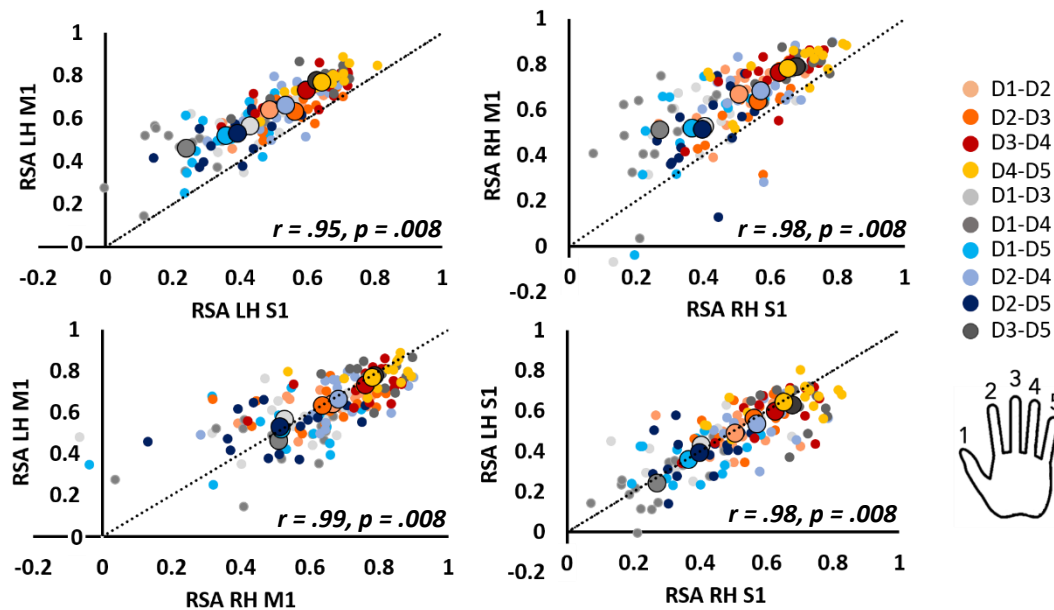 1
0.8
0.6
0.4
0.2
0
-0.2
0
0.2
0.4
0.6
0.8
1
RSA LH M1
RSA LH S1
r = .95, p = .008
1
0.8
0.6
0.4
0.2
0
-0.2
0
0.2
0.4
0.6
0.8
1
RSA RH M1
RSA RH S1
r = .98, p = .008
1
0.8
0.6
0.4
0.2
0
-0.2
0
0.2
0.4
0.6
0.8
1
RSA LH M1
RSA RH M1
r = .99, p = .008
1
0.8
0.6
0.4
0.2
0
-0.2
0
0.2
0.4
0.6
0.8
1
RSA LH S1
RSA RH S1
r = .98, p = .008
D1-D2
D2-D3
D3-D4
D4-D5
D1-D3
D1-D4
D1-D5
D2-D4
D2-D5
D3-D5
1
2
3
4
5